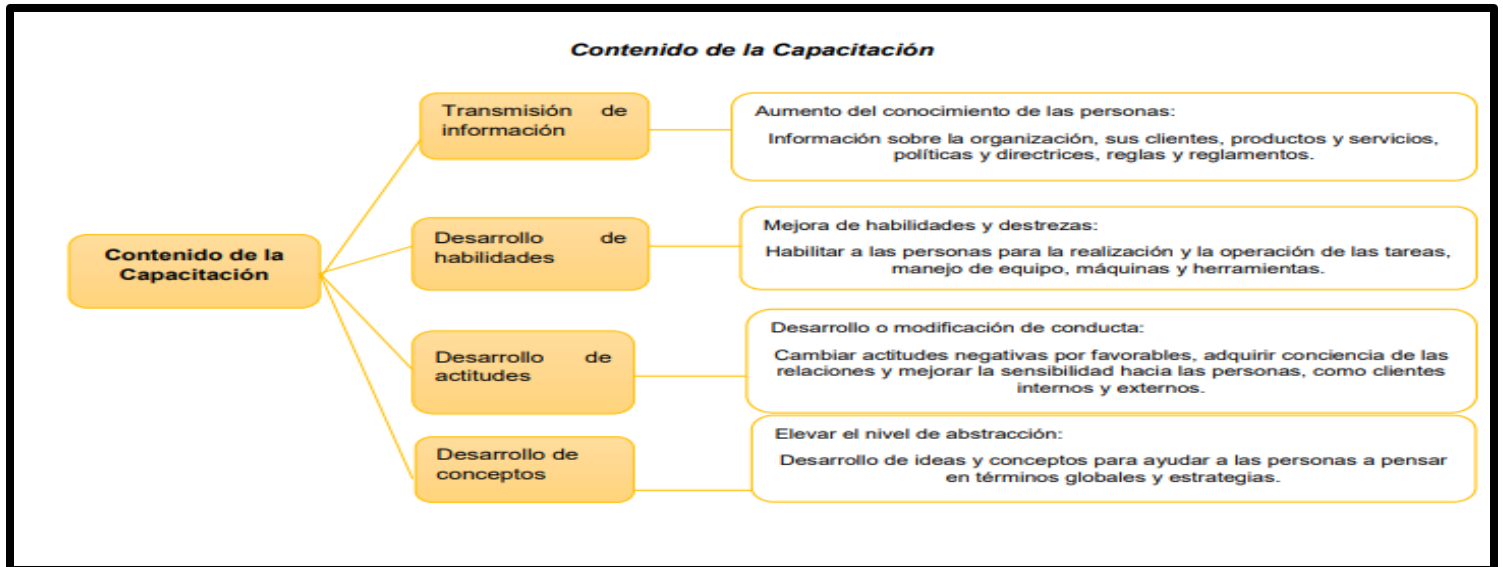 Contenido de la Capacitación
Transmisión de
información
Aumento del conocimiento de las personas:
Información sobre la organización, sus clientes, productos y servicios,
políticas y directrices, reglas y reglamentos.
Contenido de la
Capacitación
Desarrollo de
habilidades
Mejora de habilidades y destrezas:
Habilitar a las personas para la realización y la operación de las tareas,
manejo de equipo, máquinas y herramientas.
Desarrollo de
actitudes
Desarrollo o modificación de conducta:
Cambiar actitudes negativas por favorables, adquirir conciencia de las
relaciones y mejorar la sensibilidad hacia las personas, como clientes
internos y externos.
Desarrollo de
conceptos
Elevar el nivel de abstracción:
Desarrollo de ideas y conceptos para ayudar a las personas a pensar
en términos globales y estrategias.